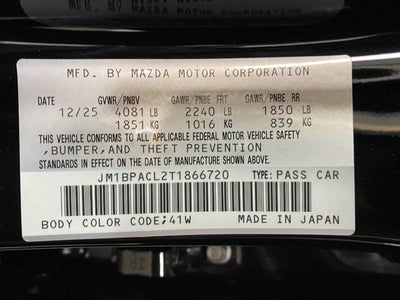 MFD. BY MAZDA MOTOR CORPORATION
DATE GVWR/PNBV GAWR/PNBE FRT GAWR/PNBE RR
12/25 4081 LB 2240 LB 1850 LB
1851 KG 1016 KG 839 KG
THIS VEHICLE CONFORMS TO ALL APPLICABLE FEDERAL MOTOR VEHICLE SAFETY
,BUMPER,AND THEFT PREVENTION
STANDARDS IN EFFECT ON THE DATE OF MANUFACTURE SHOWN ABOVE.
JM1BPACL2T1866720 TYPE: PASS CAR
BODY COLOR CODE;41W MADE IN JAPAN